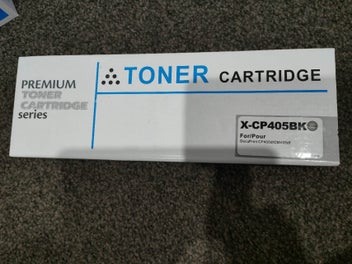 PREMIUM
TONER
CARTRIDGE
series
TONER CARTRIDGE
X-CP405BK
For/Pour